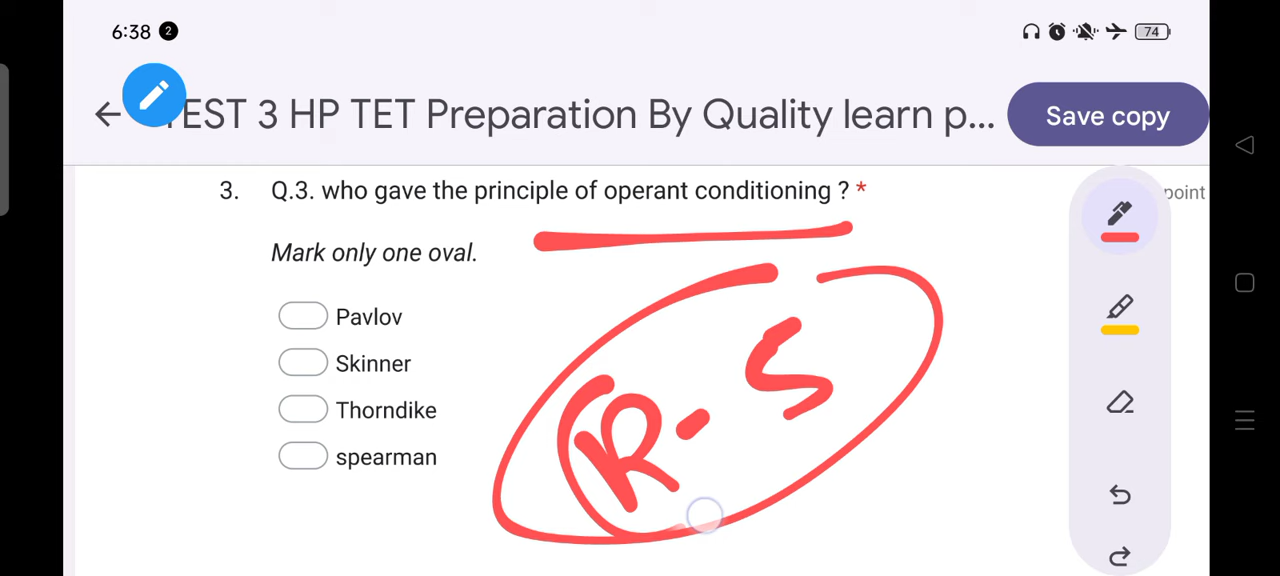 6:38 2 74
TEST 3 HP TET Preparation By Quality learn p... Save copy
3. Q.3. who gave the principle of operant conditioning ? * point
Mark only one oval.
Pavlov
Skinner
Thorndike
spearman
R-S